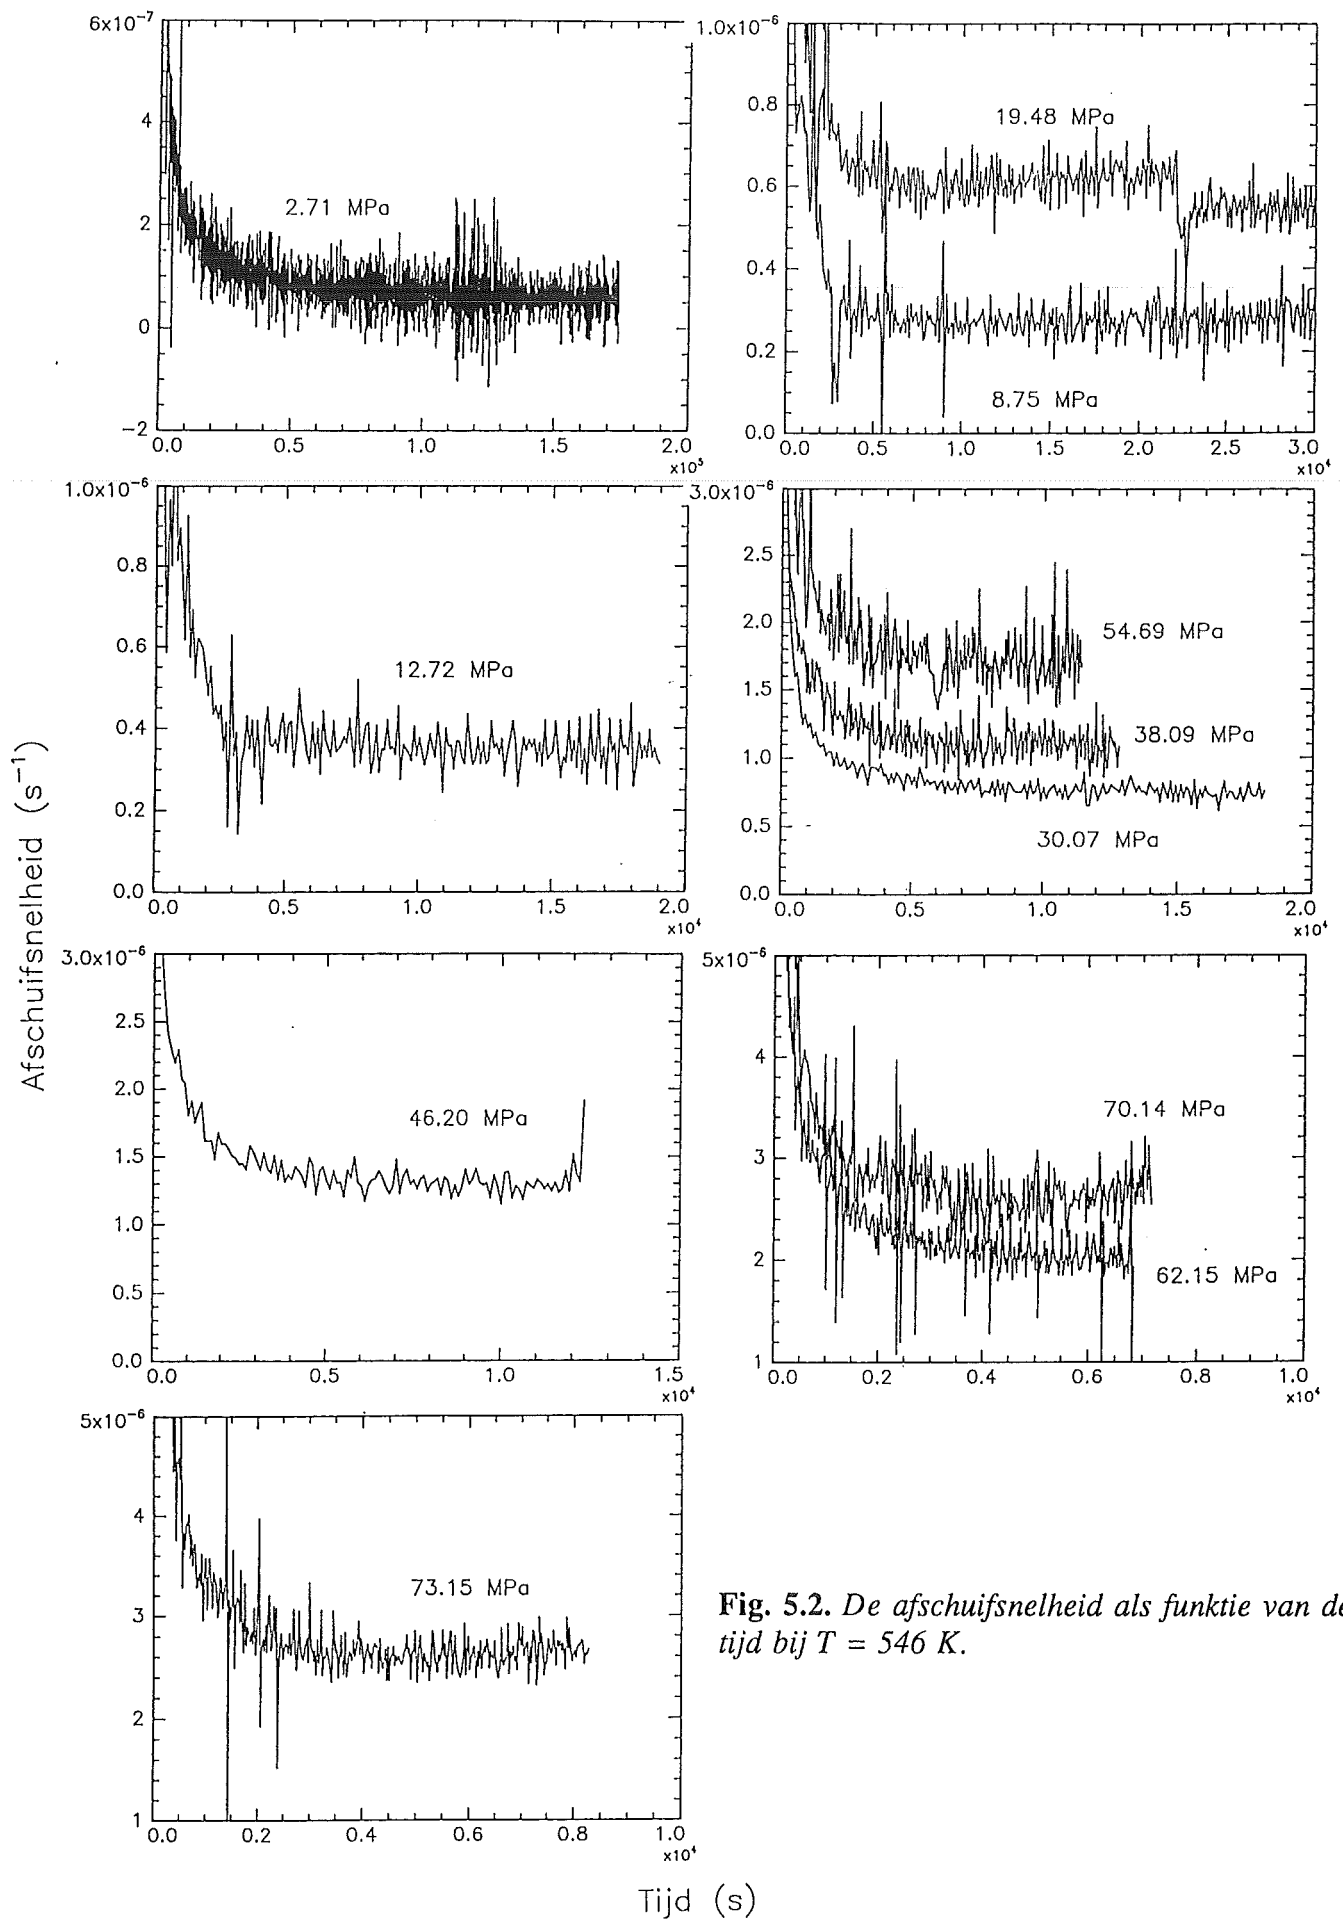 6x10⁻⁷
4
2
0
−2
2.71 MPa
0.0 0.5 1.0 1.5 2.0
x10⁵
1.0x10⁻⁶
0.8
0.6
0.4
0.2
0.0
19.48 MPa
8.75 MPa
0.0 0.5 1.0 1.5 2.0 2.5 3.0
x10⁴
1.0x10⁻⁶
0.8
0.6
0.4
0.2
0.0
12.72 MPa
0.0 0.5 1.0 1.5 2.0
x10⁴
3.0x10⁻⁶
2.5
2.0
1.5
1.0
0.5
0.0
54.69 MPa
38.09 MPa
30.07 MPa
0.0 0.5 1.0 1.5 2.0
x10⁴
Afschuifsnelheid (s⁻¹)
3.0x10⁻⁶
2.5
2.0
1.5
1.0
0.5
0.0
46.20 MPa
0.0 0.5 1.0 1.5
x10⁴
5x10⁻⁶
4
3
2
1
70.14 MPa
62.15 MPa
0.0 0.2 0.4 0.6 0.8 1.0
x10⁴
5x10⁻⁶
4
3
2
1
73.15 MPa
0.0 0.2 0.4 0.6 0.8 1.0
x10⁴
Tijd (s)
Fig. 5.2. De afschuifsnelheid als funktie van de
tijd bij T = 546 K.